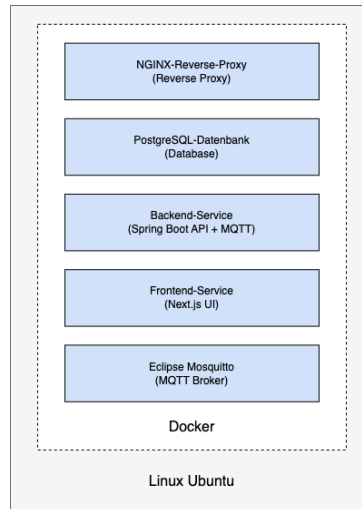 NGINX-Reverse-Proxy
(Reverse Proxy)
PostgreSQL-Datenbank
(Database)
Backend-Service
(Spring Boot API + MQTT)
Frontend-Service
(Next.js UI)
Eclipse Mosquitto
(MQTT Broker)
Docker
Linux Ubuntu